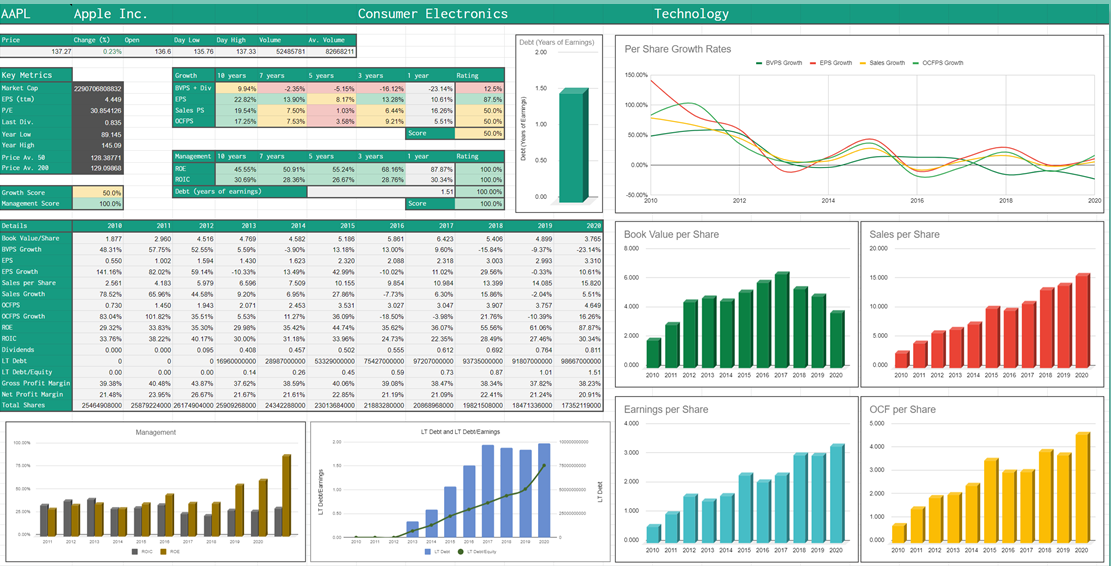 AAPL Apple Inc. Consumer Electronics Technology
Price Change (%) Open Day Low Day High Volume Av. Volume
137.27 0.23% 136.6 135.76 137.33 52485781 82668211
Key Metrics
Market Cap 2290706808832
EPS (ttm) 4.449
P/E 30.854126
Last Div. 0.835
Year Low 89.145
Year High 145.09
Price Av. 50 128.38771
Price Av. 200 129.09868
Growth Score 50.0%
Management Score 100.0%
Growth 10 years 7 years 5 years 3 years 1 year Rating
BVPS + Div 9.94% -2.35% -5.15% -16.12% -23.14% 12.5%
EPS 22.82% 13.90% 8.17% 13.28% 10.61% 87.5%
Sales PS 19.54% 7.50% 1.03% 6.44% 16.26% 50.0%
OCFPS 17.25% 7.53% 3.58% 9.21% 5.51% 50.0%
Score 50.0%
Management 10 years 7 years 5 years 3 years 1 year Rating
ROE 45.55% 50.91% 55.24% 68.16% 87.87% 100.0%
ROIC 30.69% 28.36% 26.67% 28.76% 30.34% 100.0%
Debt (years of earnings) 1.51 100.00%
Score 100.0%
Debt (Years of Earnings)
2.00
1.50
1.00
0.50
0.00
Debt (Years of Earnings)
Per Share Growth Rates
BVPS Growth EPS Growth Sales Growth OCFPS Growth
150.00%
100.00%
50.00%
0.00%
-50.00%
2010 2012 2014 2016 2018 2020
Details 2010 2011 2012 2013 2014 2015 2016 2017 2018 2019 2020
Book Value/Share 1.877 2.960 4.516 4.769 4.582 5.186 5.861 6.423 5.406 4.899 3.765
BVPS Growth 48.31% 57.75% 52.55% 5.59% -3.90% 13.18% 13.00% 9.60% -15.84% -9.37% -23.14%
EPS 0.550 1.002 1.594 1.430 1.623 2.320 2.088 2.318 3.003 2.993 3.310
EPS Growth 141.16% 82.02% 59.14% -10.33% 13.49% 42.99% -10.02% 11.02% 29.56% -0.33% 10.61%
Sales per Share 2.561 4.183 5.979 6.596 7.509 10.155 9.854 10.984 13.399 14.085 15.820
Sales Growth 78.52% 65.96% 44.58% 9.20% 6.95% 27.86% -7.73% 6.30% 15.86% -2.04% 5.51%
OCFPS 0.730 1.450 1.943 2.071 2.453 3.531 3.027 3.047 3.907 3.757 4.649
OCFPS Growth 83.04% 101.82% 35.51% 5.53% 11.27% 36.09% -18.50% -3.98% 21.76% -10.39% 16.26%
ROE 29.32% 33.83% 35.30% 29.98% 35.42% 44.74% 35.62% 37.07% 55.56% 61.06% 87.87%
ROIC 33.76% 38.22% 40.17% 30.00% 31.18% 33.96% 24.73% 22.35% 28.49% 27.46% 30.34%
Dividends 0.000 0.000 0.095 0.408 0.457 0.502 0.555 0.612 0.692 0.764 0.811
LT Debt 0 0 0 16960000000 28987000000 53329000000 75427000000 97207000000 93735000000 91807000000 98667000000
LT Debt/Equity 0.00 0.00 0.00 0.14 0.26 0.45 0.59 0.73 0.87 1.01 1.51
Gross Profit Margin 39.38% 40.48% 43.87% 37.62% 38.59% 40.06% 39.08% 38.47% 38.34% 37.82% 38.23%
Net Profit Margin 21.48% 23.95% 26.67% 21.67% 21.61% 22.85% 21.19% 21.09% 22.41% 21.24% 20.91%
Total Shares 25464908000 25879224000 26174904000 25909268000 24342288000 23013684000 21883280000 20868968000 19821508000 18471336000 17352119000
Book Value per Share
8.000
6.000
4.000
2.000
0.000
2010 2011 2012 2013 2014 2015 2016 2017 2018 2019 2020
Sales per Share
20.000
15.000
10.000
5.000
0.000
2010 2011 2012 2013 2014 2015 2016 2017 2018 2019 2020
Management
100.00%
75.00%
50.00%
25.00%
0.00%
2011 2012 2013 2014 2015 2016 2017 2018 2019 2020
ROIC ROE
LT Debt and LT Debt/Earnings
2.00
1.50
1.00
0.50
0.00
LT Debt/Earnings
100000000000
75000000000
50000000000
25000000000
0
LT Debt
2010 2011 2012 2013 2014 2015 2016 2017 2018 2019 2020
LT Debt LT Debt/Equity
Earnings per Share
4.000
3.000
2.000
1.000
0.000
2010 2011 2012 2013 2014 2015 2016 2017 2018 2019 2020
OCF per Share
5.000
4.000
3.000
2.000
1.000
0.000
2010 2011 2012 2013 2014 2015 2016 2017 2018 2019 2020